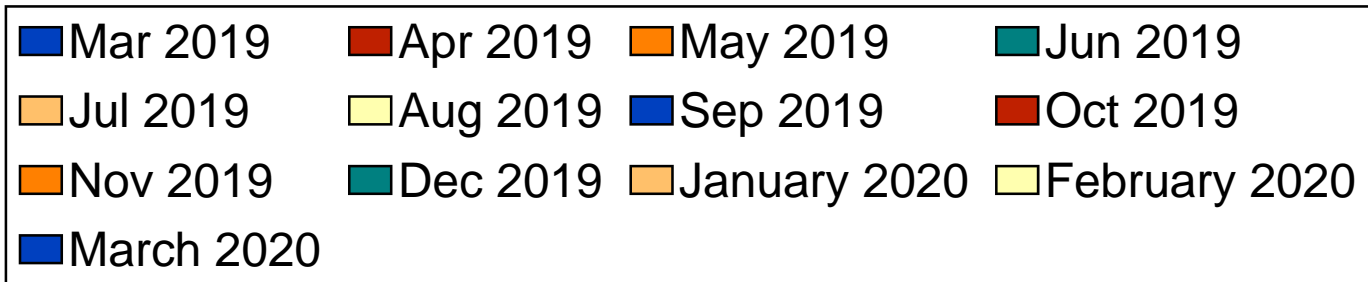 Mar 2019 Apr 2019 May 2019 Jun 2019
Jul 2019 Aug 2019 Sep 2019 Oct 2019
Nov 2019 Dec 2019 January 2020 February 2020
March 2020